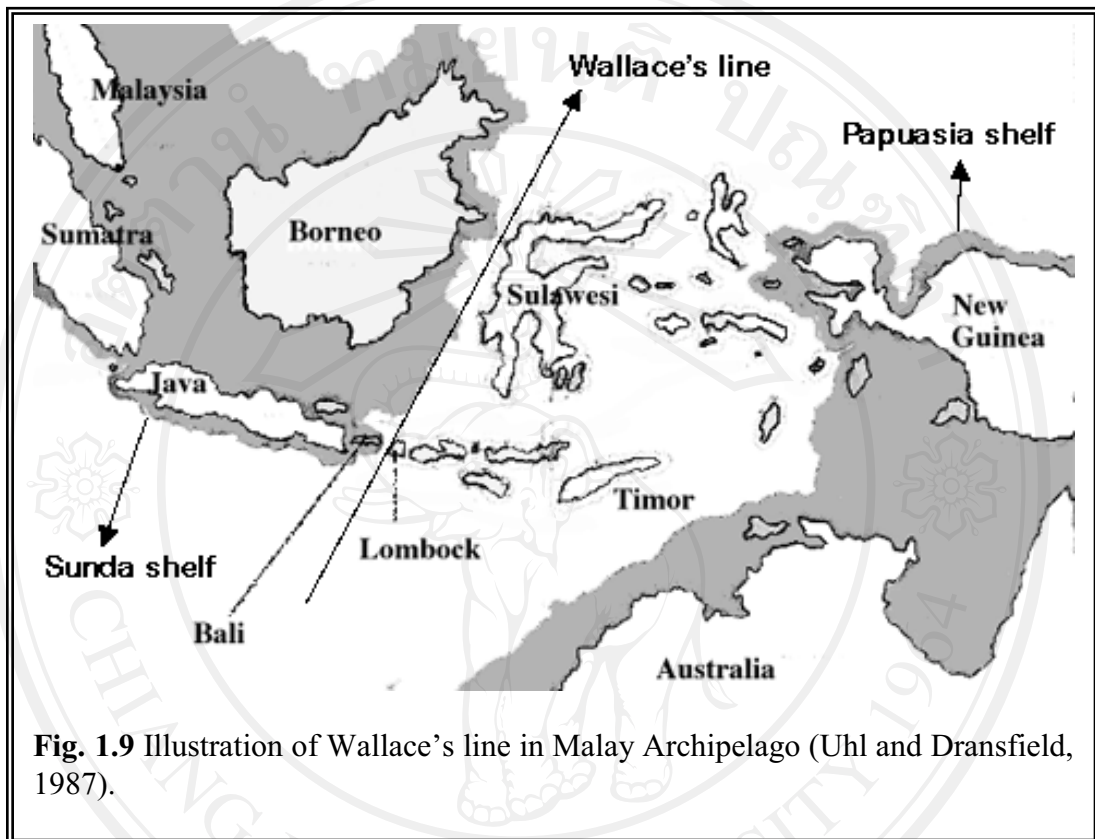 Wallace's line
Malaysia
Papuasia shelf
Sumatra
Borneo
Sulawesi
New
Guinea
Java
Timor
Lombock
Sunda shelf
Bali
Australia
Fig. 1.9 Illustration of Wallace's line in Malay Archipelago (Uhl and Dransfield,
1987).